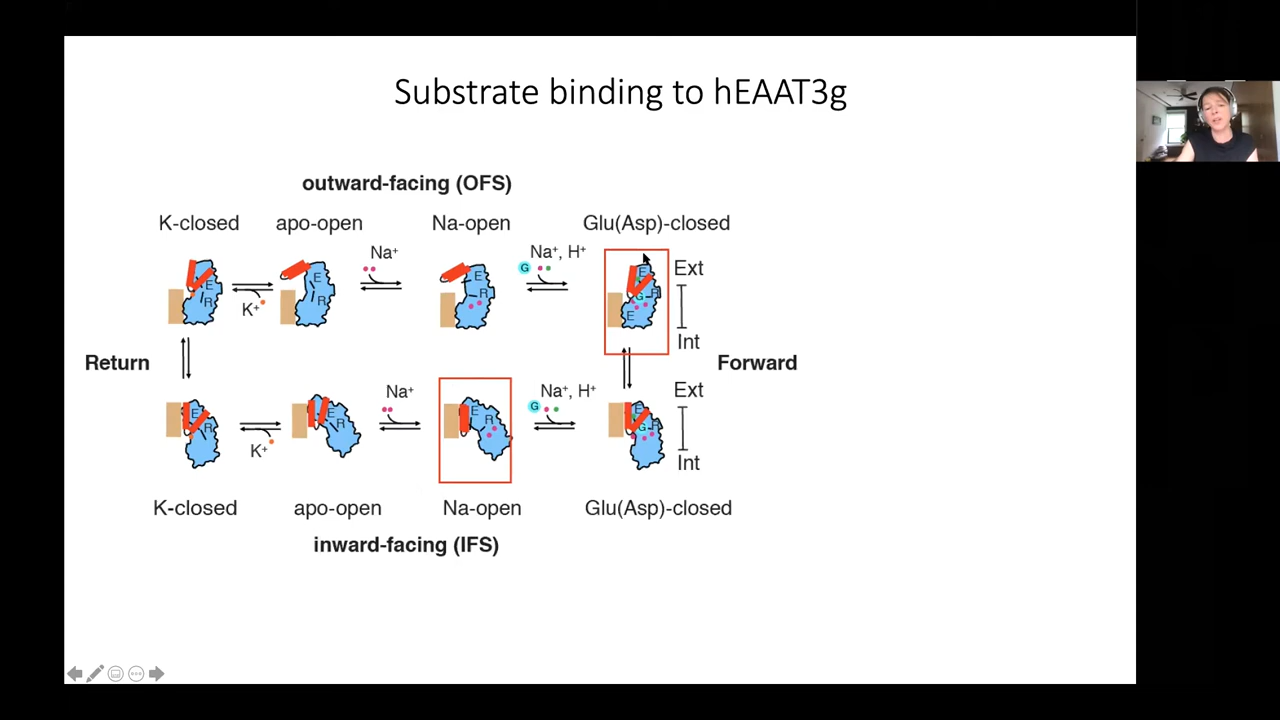 Substrate binding to hEAAT3g
outward-facing (OFS)
K-closed apo-open Na-open Glu(Asp)-closed
Na⁺ G Na⁺, H⁺
E R E R E R E G R E
K⁺
Ext
Int
Return Forward
Na⁺ G Na⁺, H⁺
E R E R E R E G R
K⁺
Ext
Int
K-closed apo-open Na-open Glu(Asp)-closed
inward-facing (IFS)